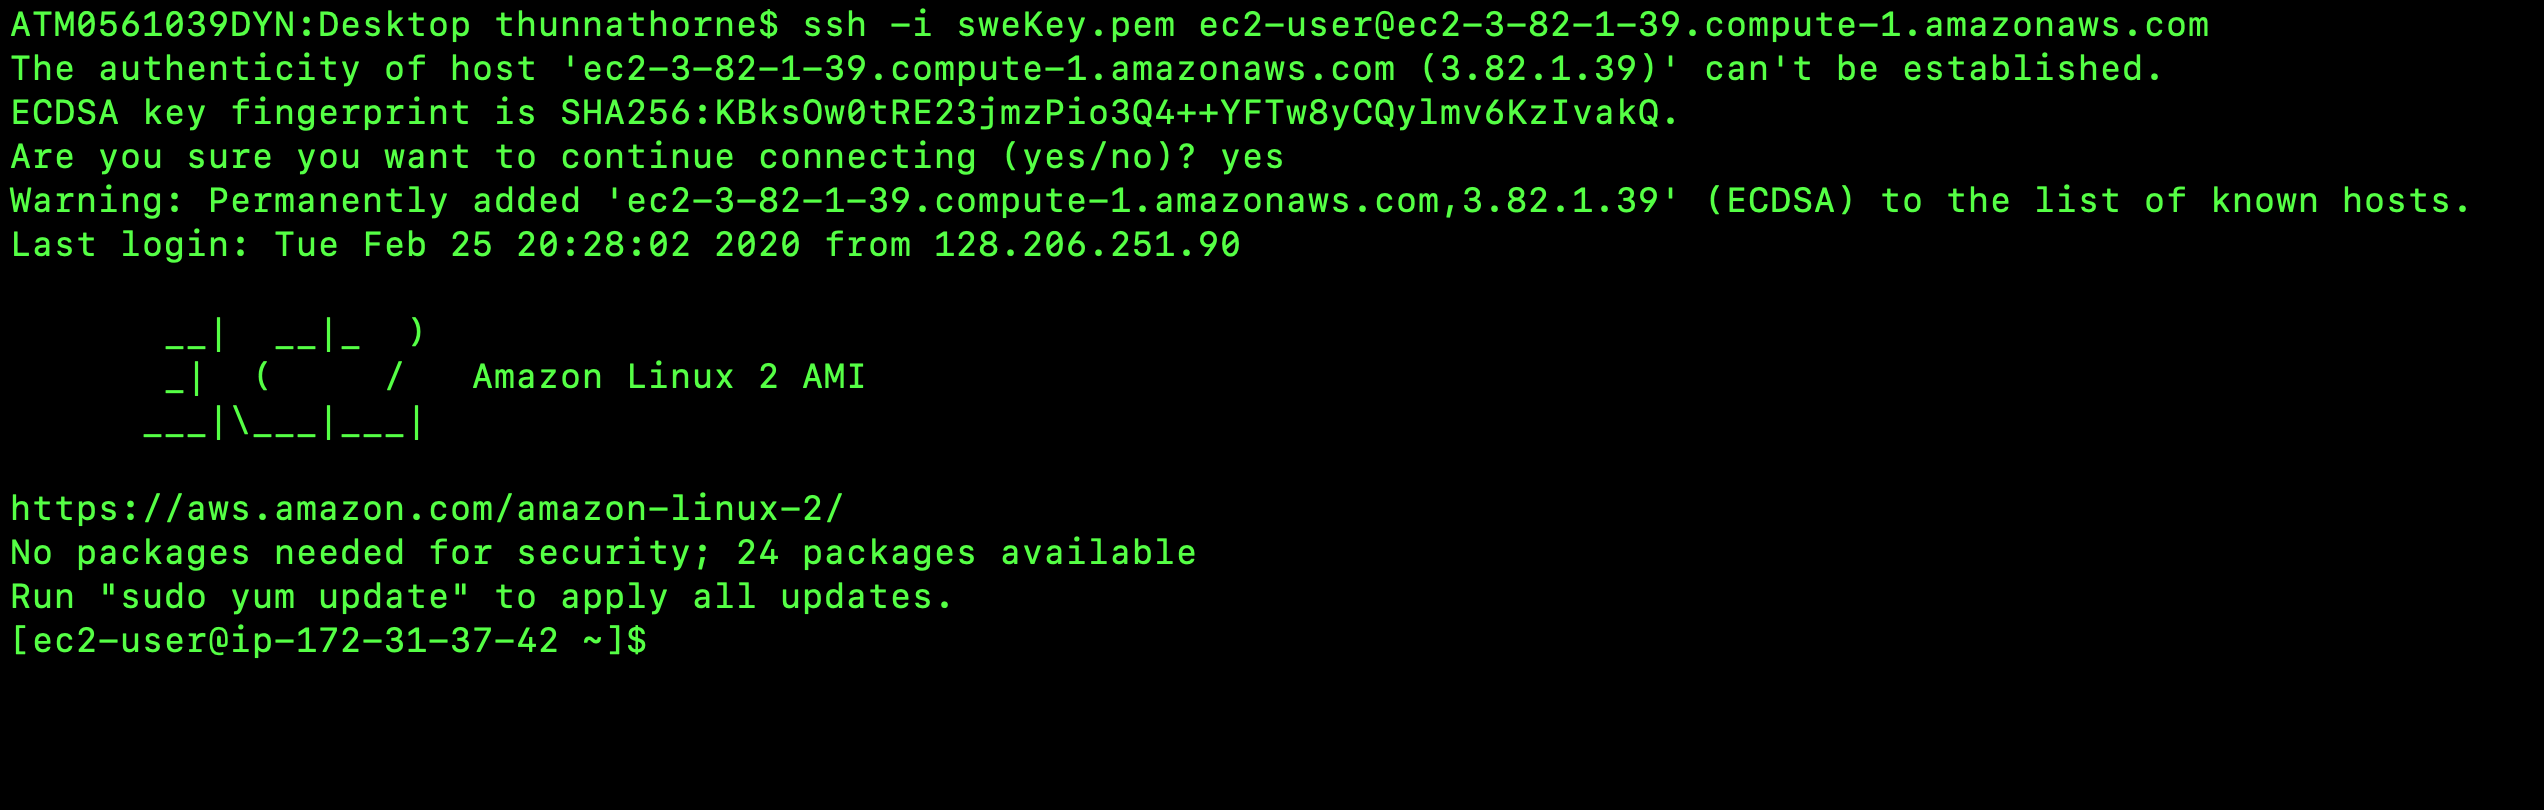 ATM0561039DYN:Desktop thunnathorne$ ssh -i sweKey.pem ec2-user@ec2-3-82-1-39.compute-1.amazonaws.com
The authenticity of host 'ec2-3-82-1-39.compute-1.amazonaws.com (3.82.1.39)' can't be established.
ECDSA key fingerprint is SHA256:KBksOw0tRE23jmzPio3Q4++YFTw8yCQylmv6KzIvakQ.
Are you sure you want to continue connecting (yes/no)? yes
Warning: Permanently added 'ec2-3-82-1-39.compute-1.amazonaws.com,3.82.1.39' (ECDSA) to the list of known hosts.
Last login: Tue Feb 25 20:28:02 2020 from 128.206.251.90

       __|  __|_  )
       _|  (     /   Amazon Linux 2 AMI
      ___|\___|___|

https://aws.amazon.com/amazon-linux-2/
No packages needed for security; 24 packages available
Run "sudo yum update" to apply all updates.
[ec2-user@ip-172-31-37-42 ~]$